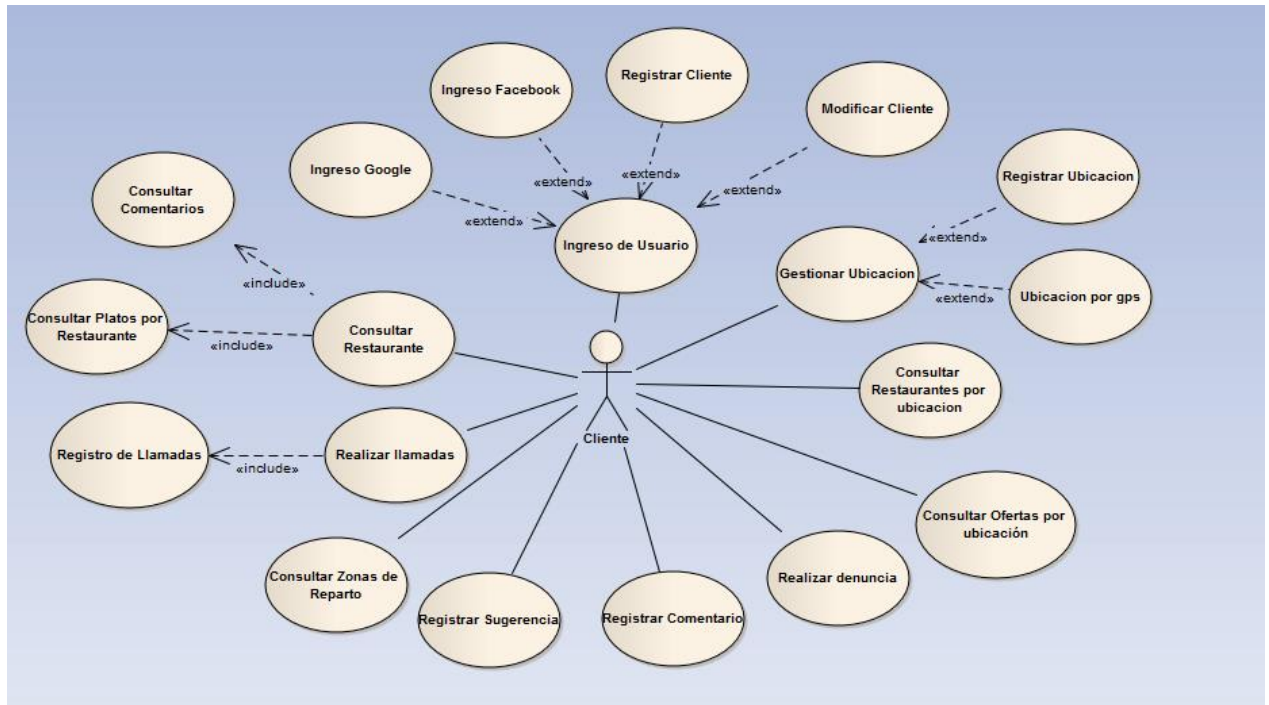 Registrar Cliente
Ingreso Facebook
Modificar Cliente
Ingreso Google
Registrar Ubicacion
Consultar
Comentarios
«extend»
«extend»
«extend»
«extend»
«extend»
Ingreso de Usuario
Gestionar Ubicacion
«include»
«extend»
Ubicacion por gps
Consultar Platos por
Restaurante
Consultar
Restaurante
«include»
Consultar
Restaurantes por
ubicacion
Cliente
Registro de Llamadas
Realizar llamadas
«include»
Consultar Ofertas por
ubicación
Consultar Zonas de
Reparto
Realizar denuncia
Registrar Sugerencia
Registrar Comentario